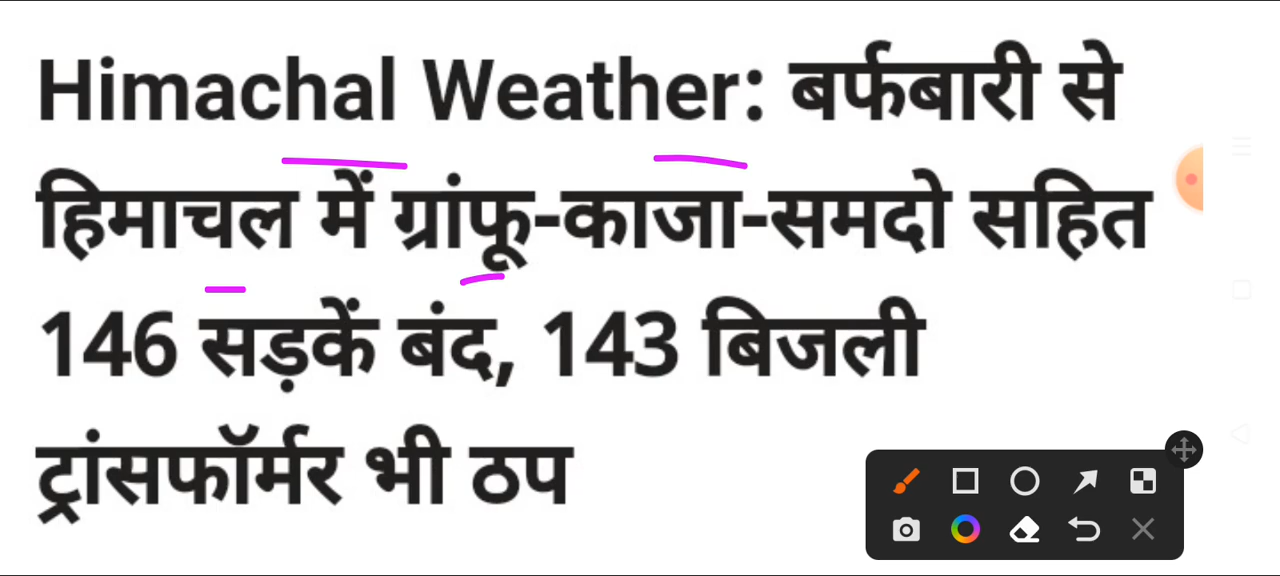 Himachal Weather: बर्फबारी से
हिमाचल में ग्रांफू-काजा-समदो सहित
146 सड़कें बंद, 143 बिजली
ट्रांसफॉर्मर भी ठप